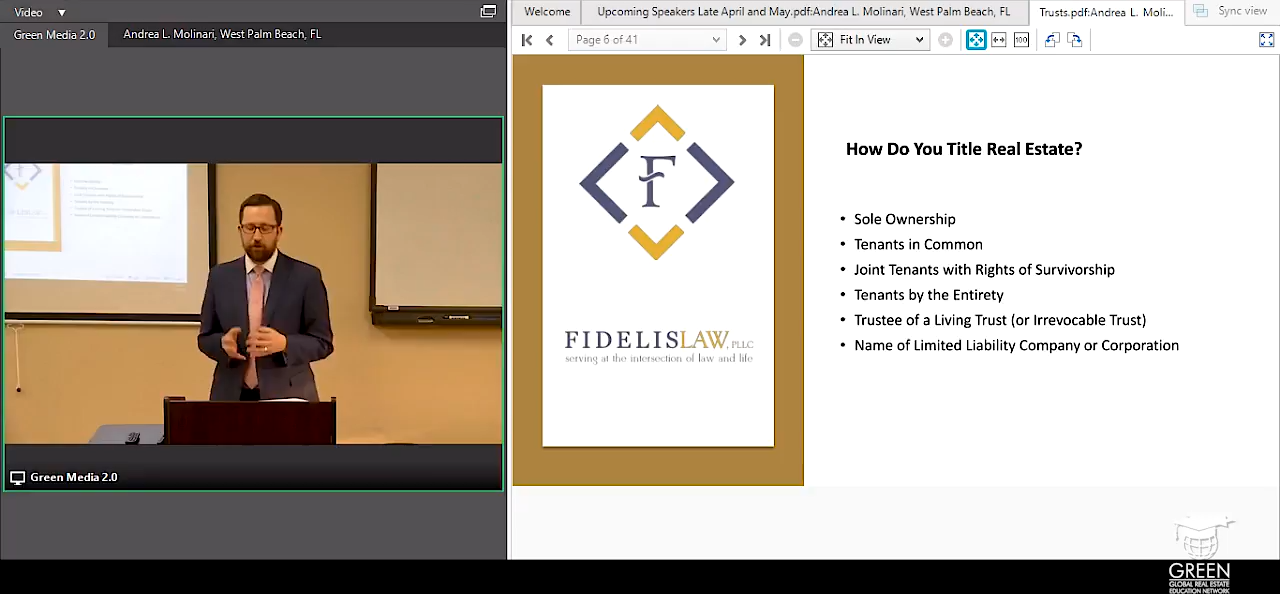 Video
Green Media 2.0
Andrea L. Molinari, West Palm Beach, FL
Green Media 2.0
Welcome
Upcoming Speakers Late April and May.pdf:Andrea L. Molinari, West Palm Beach, FL
Trusts.pdf:Andrea L. Moli...
Sync view
Page 6 of 41
Fit In View
100
F
FIDELISLAW, PLLC
serving at the intersection of law and life
How Do You Title Real Estate?
• Sole Ownership
• Tenants in Common
• Joint Tenants with Rights of Survivorship
• Tenants by the Entirety
• Trustee of a Living Trust (or Irrevocable Trust)
• Name of Limited Liability Company or Corporation
GREEN
GLOBAL REAL ESTATE
EDUCATION NETWORK